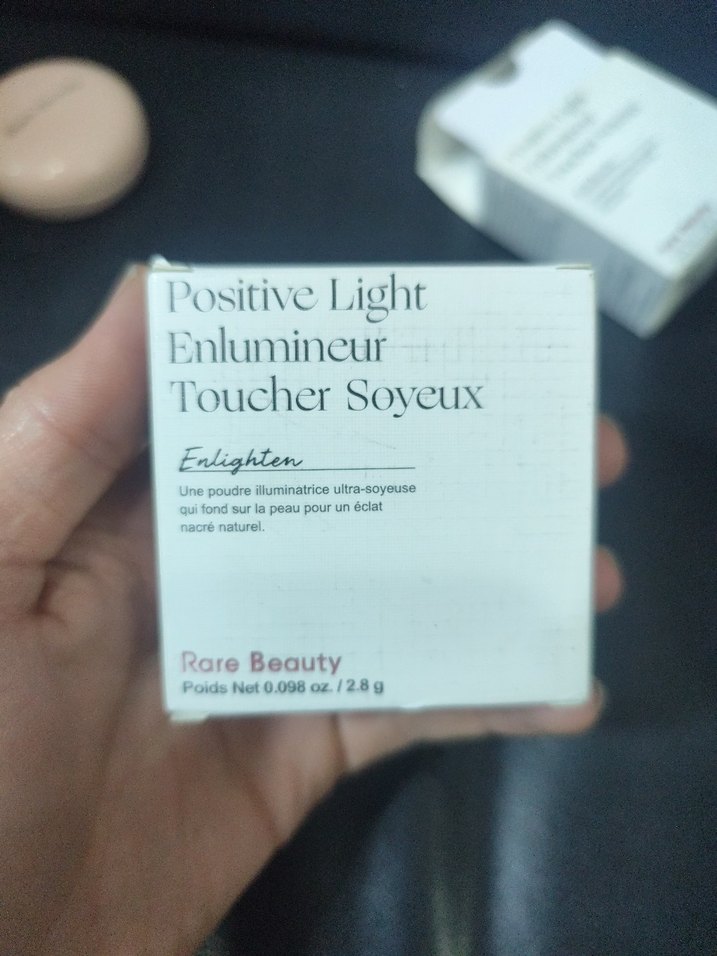 Positive Light
Enlumineur
Toucher Soyeux
Enlighten
Une poudre illuminatrice ultra-soyeuse
qui fond sur la peau pour un éclat
nacré naturel.
Rare Beauty
Poids Net 0.098 oz. / 2.8 g